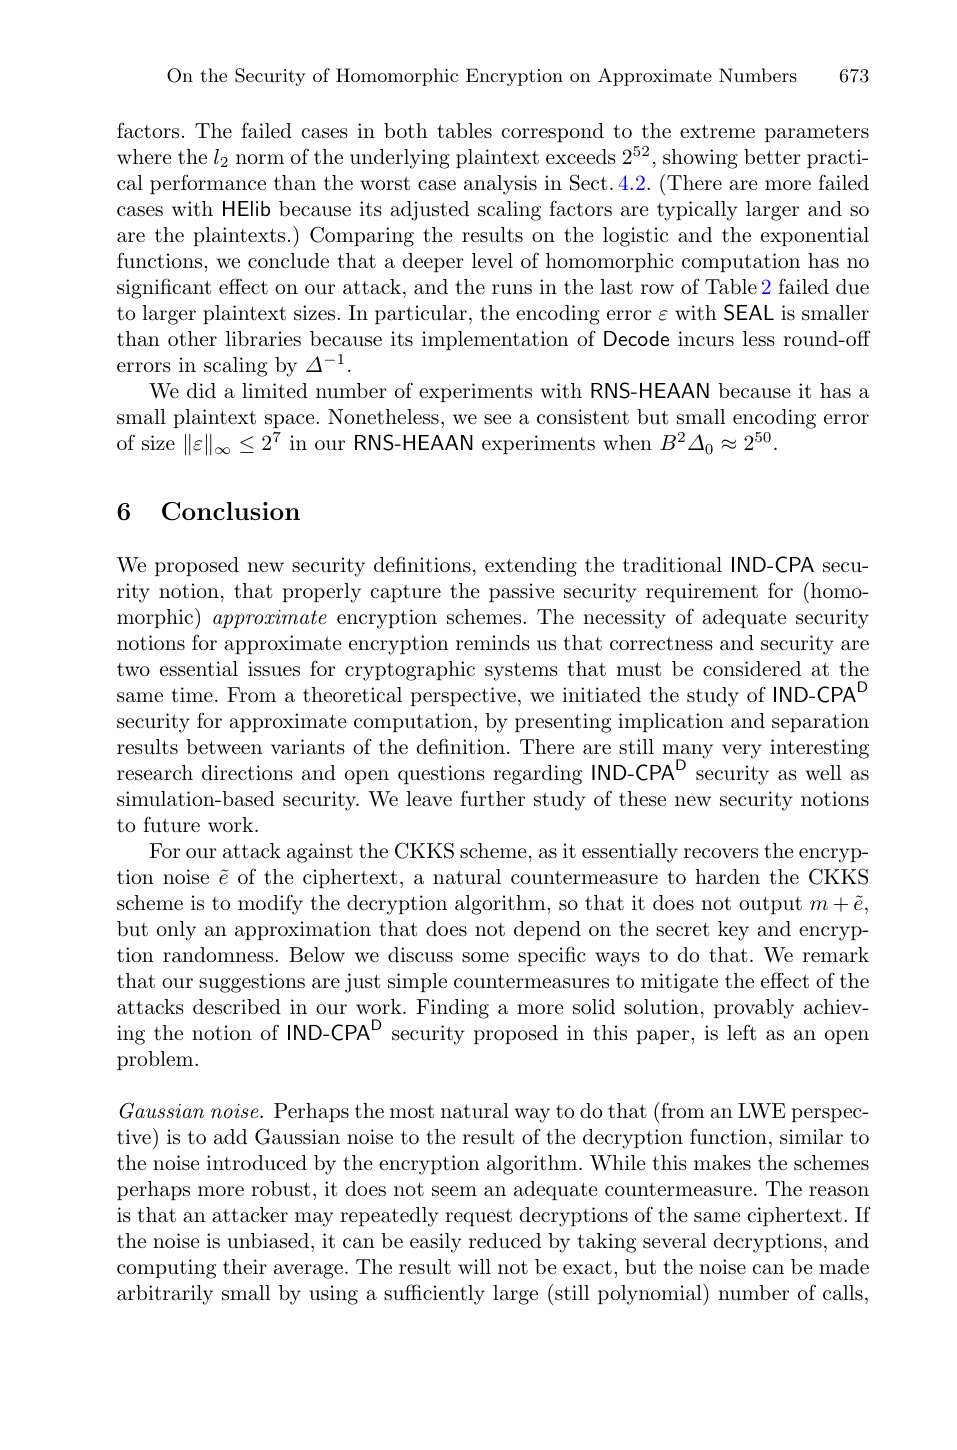 On the Security of Homomorphic Encryption on Approximate Numbers 673
factors. The failed cases in both tables correspond to the extreme parameters
where the l₂ norm of the underlying plaintext exceeds 2⁵², showing better practi-
cal performance than the worst case analysis in Sect. 4.2. (There are more failed
cases with HElib because its adjusted scaling factors are typically larger and so
are the plaintexts.) Comparing the results on the logistic and the exponential
functions, we conclude that a deeper level of homomorphic computation has no
significant effect on our attack, and the runs in the last row of Table 2 failed due
to larger plaintext sizes. In particular, the encoding error ε with SEAL is smaller
than other libraries because its implementation of Decode incurs less round-off
errors in scaling by Δ⁻¹.
We did a limited number of experiments with RNS-HEAAN because it has a
small plaintext space. Nonetheless, we see a consistent but small encoding error
of size ‖ε‖∞ ≤ 2⁷ in our RNS-HEAAN experiments when B²Δ₀ ≈ 2⁵⁰.
6 Conclusion
We proposed new security definitions, extending the traditional IND-CPA secu-
rity notion, that properly capture the passive security requirement for (homo-
morphic) approximate encryption schemes. The necessity of adequate security
notions for approximate encryption reminds us that correctness and security are
two essential issues for cryptographic systems that must be considered at the
same time. From a theoretical perspective, we initiated the study of IND-CPAᴰ
security for approximate computation, by presenting implication and separation
results between variants of the definition. There are still many very interesting
research directions and open questions regarding IND-CPAᴰ security as well as
simulation-based security. We leave further study of these new security notions
to future work.
For our attack against the CKKS scheme, as it essentially recovers the encryp-
tion noise ẽ of the ciphertext, a natural countermeasure to harden the CKKS
scheme is to modify the decryption algorithm, so that it does not output m + ẽ,
but only an approximation that does not depend on the secret key and encryp-
tion randomness. Below we discuss some specific ways to do that. We remark
that our suggestions are just simple countermeasures to mitigate the effect of the
attacks described in our work. Finding a more solid solution, provably achiev-
ing the notion of IND-CPAᴰ security proposed in this paper, is left as an open
problem.
Gaussian noise. Perhaps the most natural way to do that (from an LWE perspec-
tive) is to add Gaussian noise to the result of the decryption function, similar to
the noise introduced by the encryption algorithm. While this makes the schemes
perhaps more robust, it does not seem an adequate countermeasure. The reason
is that an attacker may repeatedly request decryptions of the same ciphertext. If
the noise is unbiased, it can be easily reduced by taking several decryptions, and
computing their average. The result will not be exact, but the noise can be made
arbitrarily small by using a sufficiently large (still polynomial) number of calls,